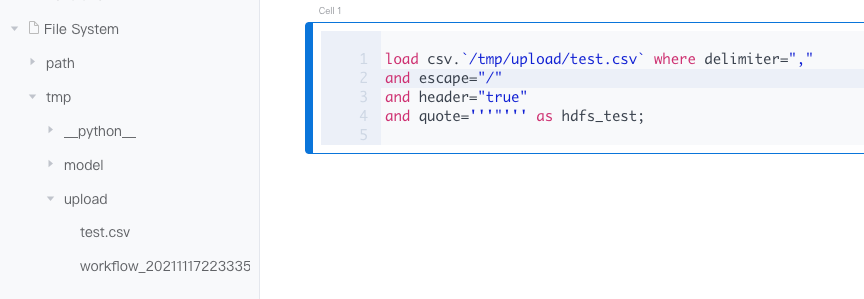 File System
path
tmp
__python__
model
upload
test.csv
workflow_20211117223335
Cell 1
1 load csv.`/tmp/upload/test.csv` where delimiter=","
2 and escape="/"
3 and header="true"
4 and quote='''"''' as hdfs_test;
5